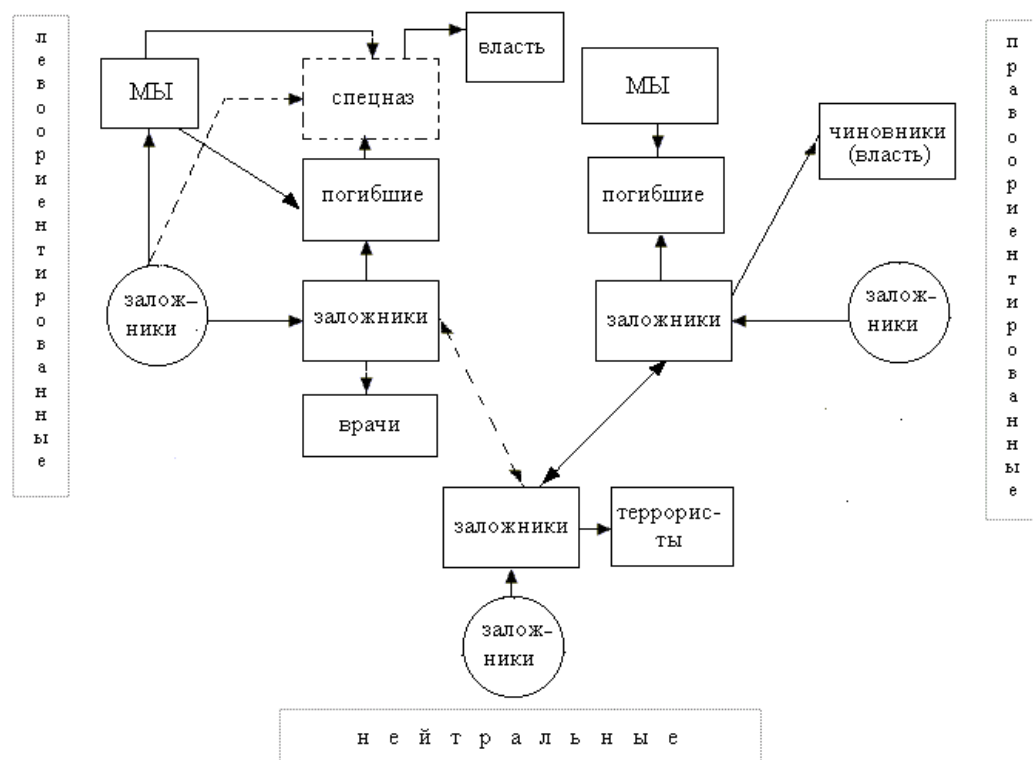 левоориентированные
МЫ
спецназ
власть
погибшие
залож–
ники
заложники
врачи
МЫ
погибшие
чиновники
(власть)
заложники
залож–
ники
правоориентированные
заложники
террорис–
ты
залож–
ники
нейтральные